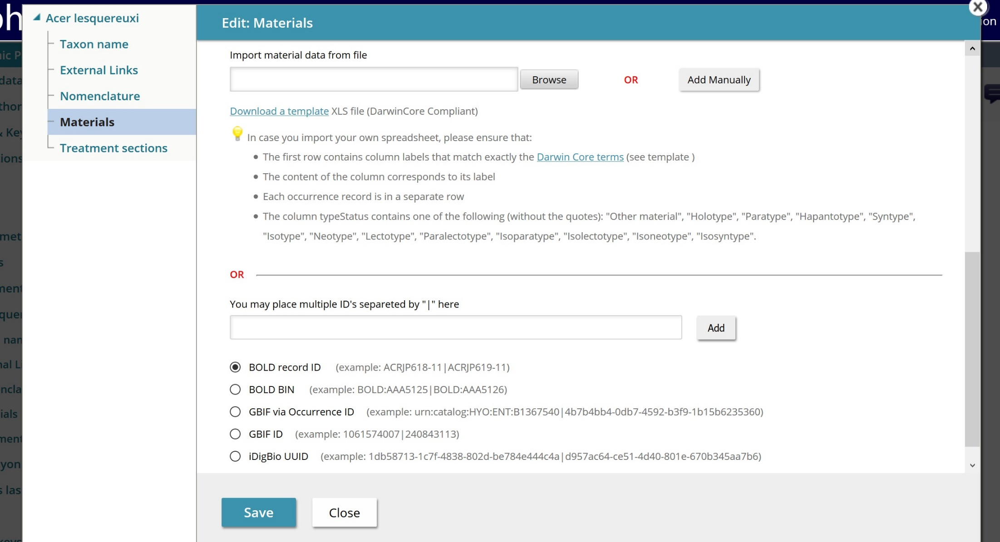 Acer lesquereuxi
Taxon name
External Links
Nomenclature
Materials
Treatment sections
Edit: Materials
Import material data from file
Browse
OR
Add Manually
Download a template XLS file (DarwinCore Compliant)
In case you import your own spreadsheet, please ensure that:
• The first row contains column labels that match exactly the Darwin Core terms (see template )
• The content of the column corresponds to its label
• Each occurrence record is in a separate row
• The column typeStatus contains one of the following (without the quotes): "Other material", "Holotype", "Paratype", "Hapantotype", "Syntype",
"Isotype", "Neotype", "Lectotype", "Paralectotype", "Isoparatype", "Isolectotype", "Isoneotype", "Isosyntype".
OR
You may place multiple ID's separeted by "|" here
Add
BOLD record ID (example: ACRJP618-11|ACRJP619-11)
BOLD BIN (example: BOLD:AAA5125|BOLD:AAA5126)
GBIF via Occurrence ID (example: urn:catalog:HYO:ENT:B1367540|4b7b4bb4-0db7-4592-b3f9-1b15b6235360)
GBIF ID (example: 1061574007|240843113)
iDigBio UUID (example: 1db58713-1c7f-4838-802d-be784e444c4a|d957ac64-ce51-4d40-801e-670b345aa7b6)
Save
Close